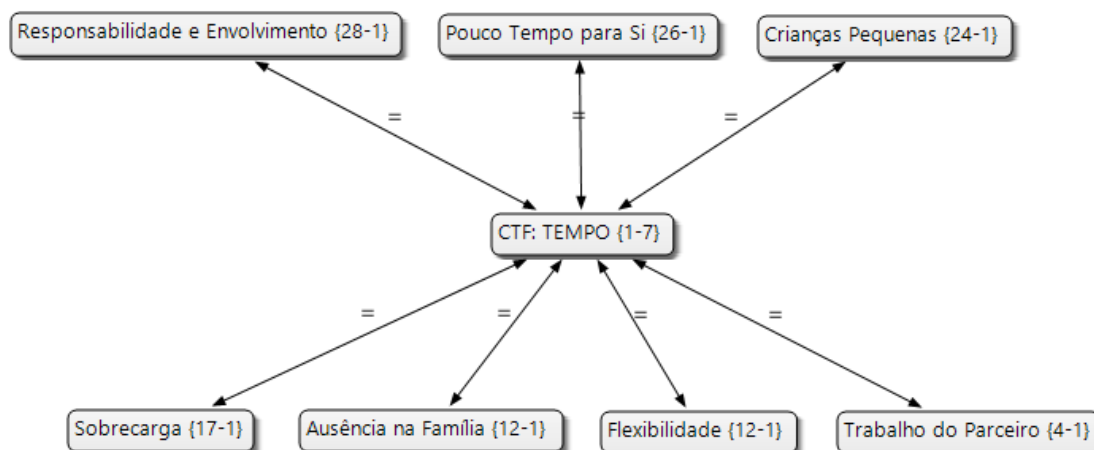 Responsabilidade e Envolvimento {28-1}
Pouco Tempo para Si {26-1}
Crianças Pequenas {24-1}
=
=
=
CTF: TEMPO {1-7}
=
=
=
=
Sobrecarga {17-1}
Ausência na Família {12-1}
Flexibilidade {12-1}
Trabalho do Parceiro {4-1}